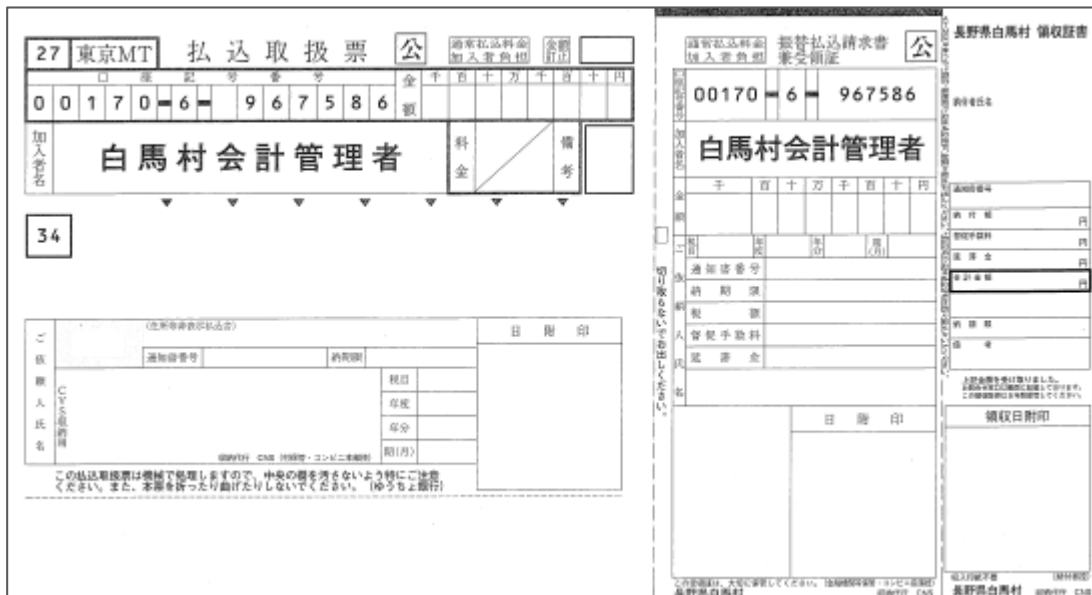 27 東京MT 払込取扱票 公 通常払込料金加入者負担 金額訂正
口座記号番号 金額 千百十万千百十円
00170-6- 967586
加入者名 白馬村会計管理者 料金 備考
34
ご依頼人氏名
通知書番号 納期限
CVS収納用
税目
年度
年分
期(月)
日附印
この払込取扱票は機械で処理しますので、中央の欄を汚さないよう特にご注意
ください。また、本票を折ったり曲げたりしないでください。(ゆうちょ銀行)
切り取らないでお出しください。
通常払込料金加入者負担 振替払込請求書兼受領証 公
口座記号番号 00170-6- 967586
加入者名 白馬村会計管理者
金額 千百十万千百十円
ご依頼人氏名
税目 年度 年分 期(月)
通知書番号
納期限
税額
督促手数料
延滞金
日附印
長野県白馬村
長野県白馬村 領収証書
納付者氏名
通知書番号
納付額 円
督促手数料 円
延滞金 円
合計金額 円
納期限
備考
上記金額を受け取りました。
領収日附印
長野県白馬村